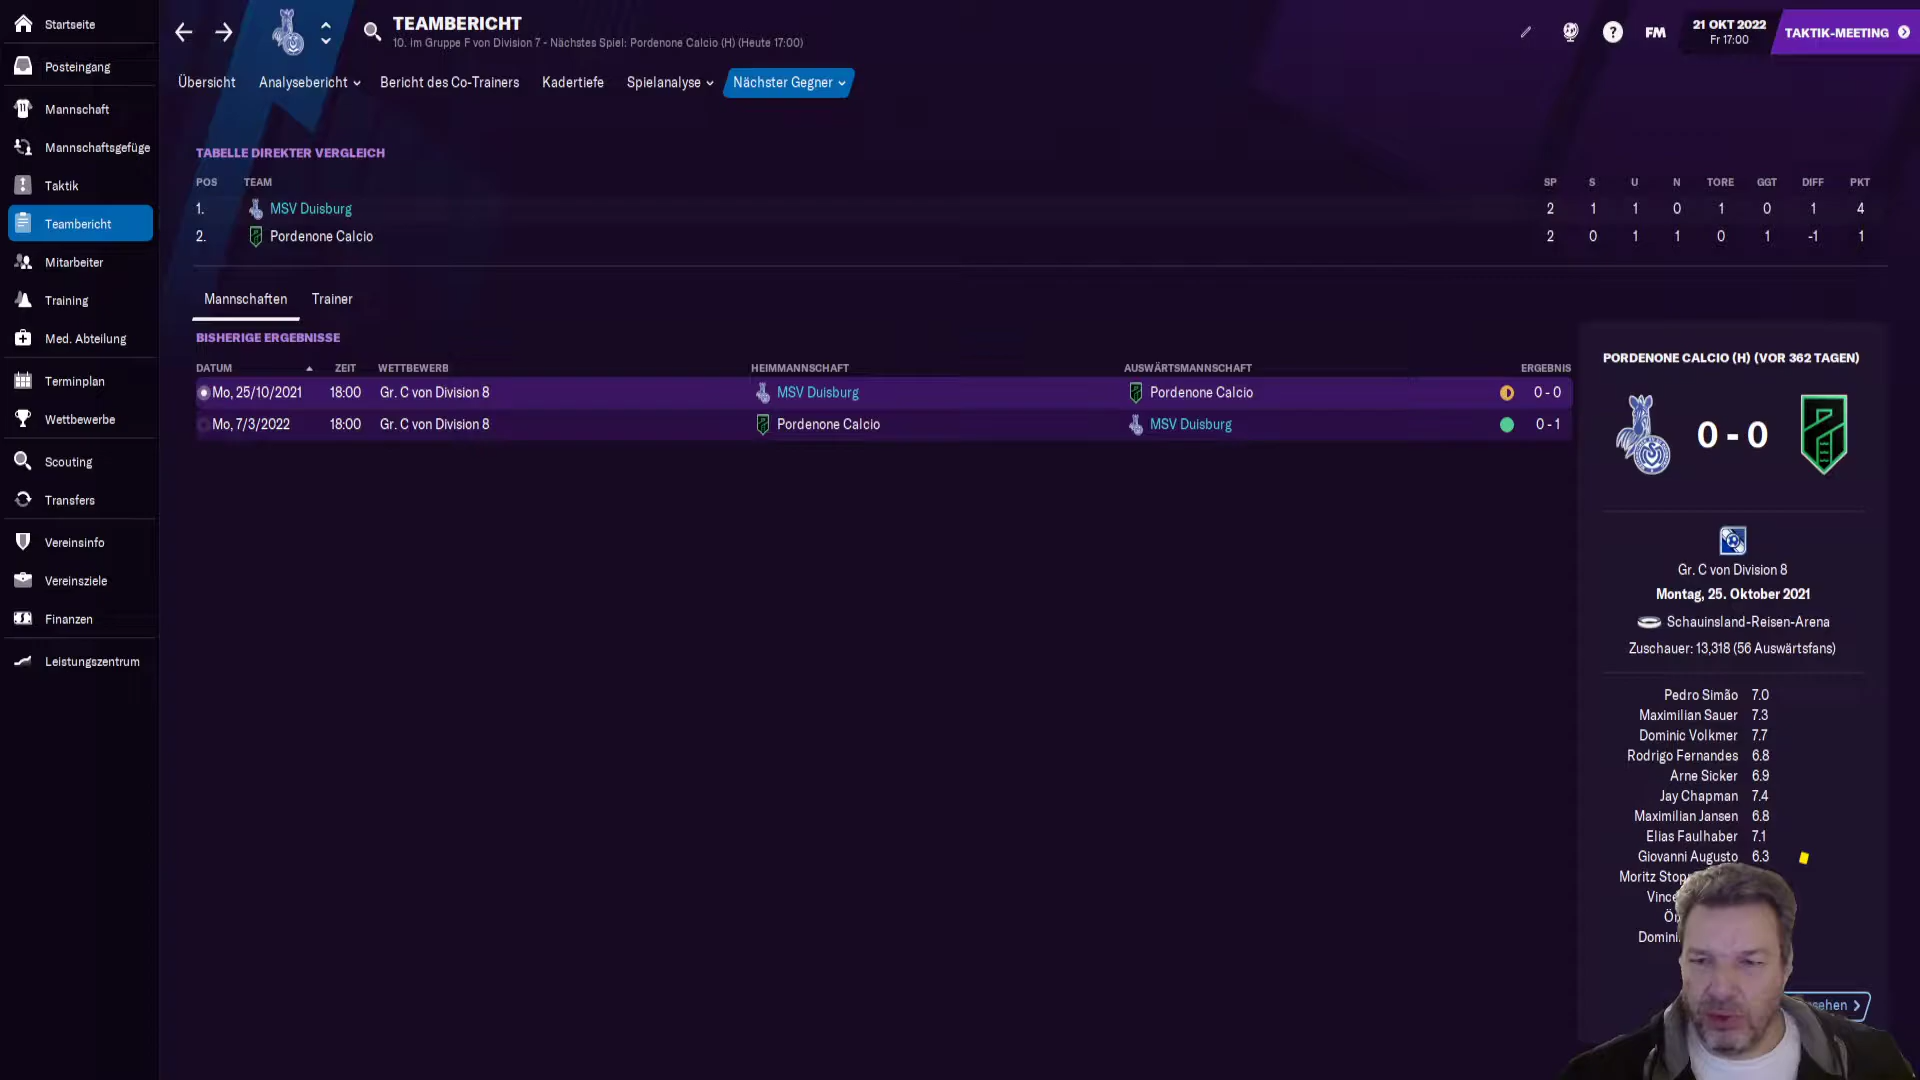 Startseite
Posteingang
Mannschaft
Mannschaftsgefüge
Taktik
Teambericht
Mitarbeiter
Training
Med. Abteilung
Terminplan
Wettbewerbe
Scouting
Transfers
Vereinsinfo
Vereinsziele
Finanzen
Leistungszentrum
TEAMBERICHT
10. im Gruppe F von Division 7 - Nächstes Spiel: Pordenone Calcio (H) (Heute 17:00)
FM
21 OKT 2022
Fr 17:00
TAKTIK-MEETING
Übersicht Analysebericht Bericht des Co-Trainers Kadertiefe Spielanalyse Nächster Gegner
TABELLE DIREKTER VERGLEICH
POS TEAM SP S U N TORE GGT DIFF PKT
1. MSV Duisburg 2 1 1 0 1 0 1 4
2. Pordenone Calcio 2 0 1 1 0 1 -1 1
Mannschaften Trainer
BISHERIGE ERGEBNISSE
DATUM ZEIT WETTBEWERB HEIMMANNSCHAFT AUSWÄRTSMANNSCHAFT ERGEBNIS
Mo, 25/10/2021 18:00 Gr. C von Division 8 MSV Duisburg Pordenone Calcio 0 - 0
Mo, 7/3/2022 18:00 Gr. C von Division 8 Pordenone Calcio MSV Duisburg 0 - 1
PORDENONE CALCIO (H) (VOR 362 TAGEN)
0 - 0
Gr. C von Division 8
Montag, 25. Oktober 2021
Schauinsland-Reisen-Arena
Zuschauer: 13,318 (56 Auswärtsfans)
Pedro Simão 7.0
Maximilian Sauer 7.3
Dominic Volkmer 7.7
Rodrigo Fernandes 6.8
Arne Sicker 6.9
Jay Chapman 7.4
Maximilian Jansen 6.8
Elias Faulhaber 7.1
Giovanni Augusto 6.3
Moritz